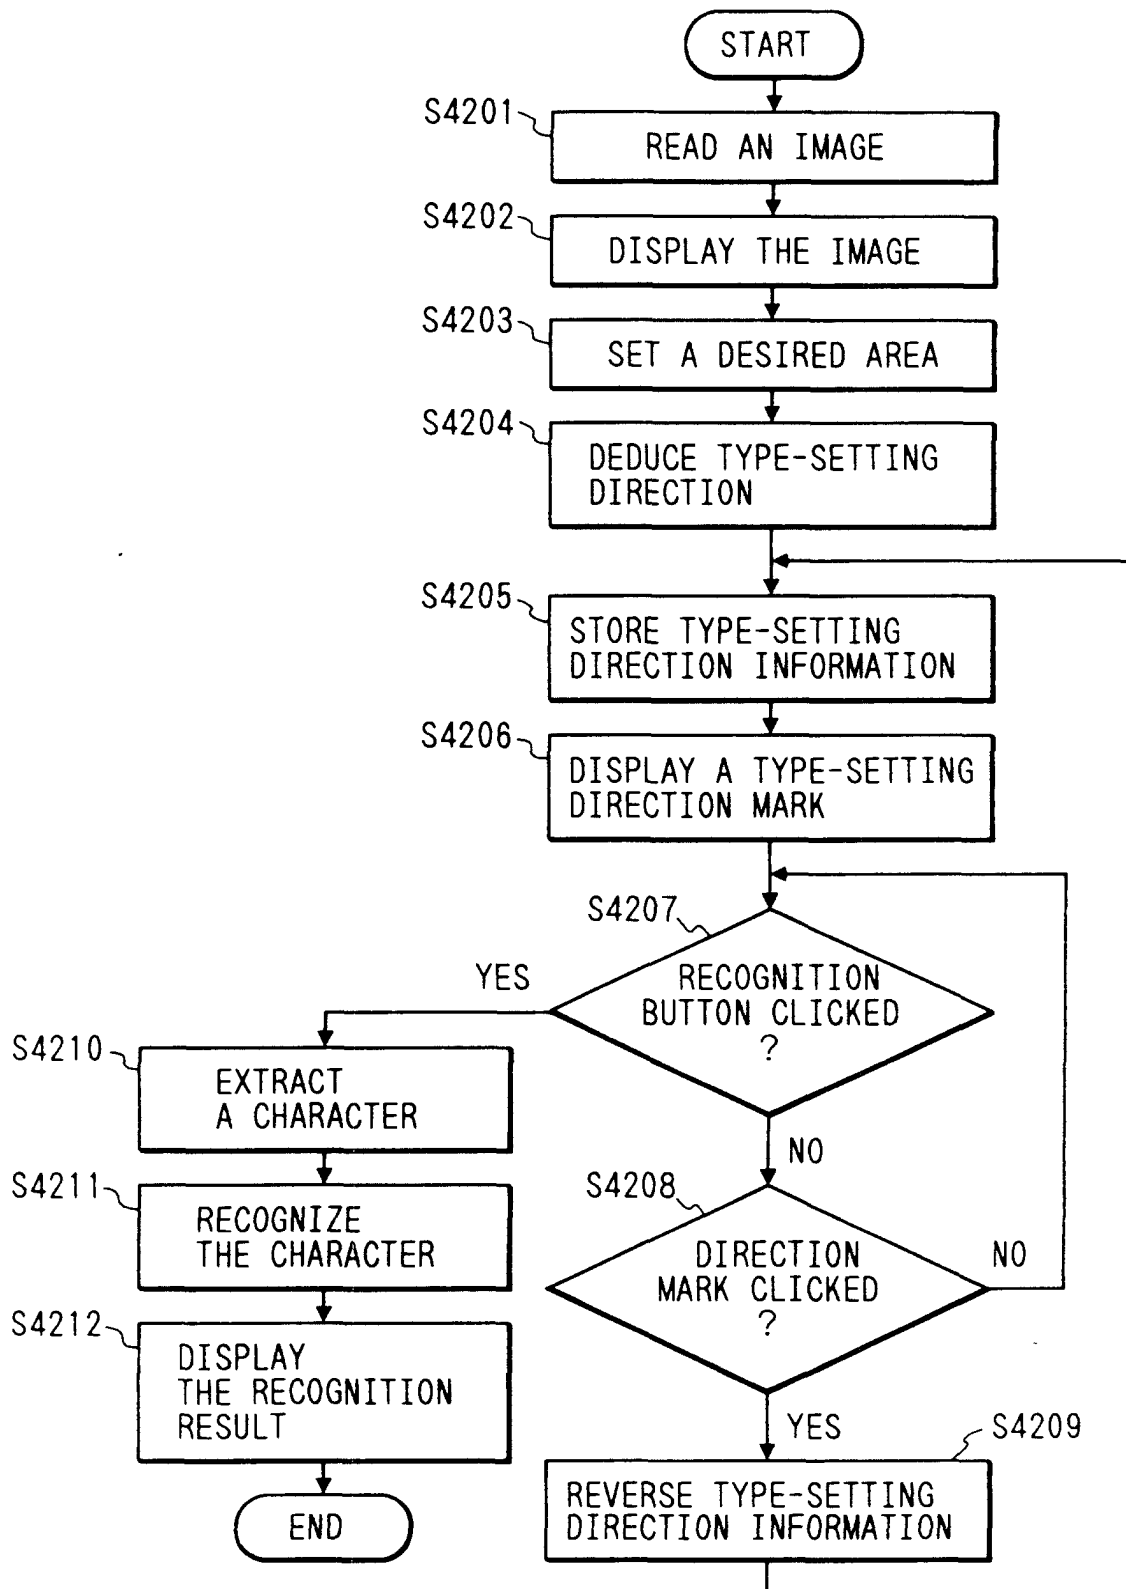 START
S4201
READ AN IMAGE
S4202
DISPLAY THE IMAGE
S4203
SET A DESIRED AREA
S4204
DEDUCE TYPE-SETTING
DIRECTION
S4205
STORE TYPE-SETTING
DIRECTION INFORMATION
S4206
DISPLAY A TYPE-SETTING
DIRECTION MARK
S4207
RECOGNITION
BUTTON CLICKED
?
YES
NO
S4208
DIRECTION
MARK CLICKED
?
NO
YES
S4209
REVERSE TYPE-SETTING
DIRECTION INFORMATION
S4210
EXTRACT
A CHARACTER
S4211
RECOGNIZE
THE CHARACTER
S4212
DISPLAY
THE RECOGNITION
RESULT
END